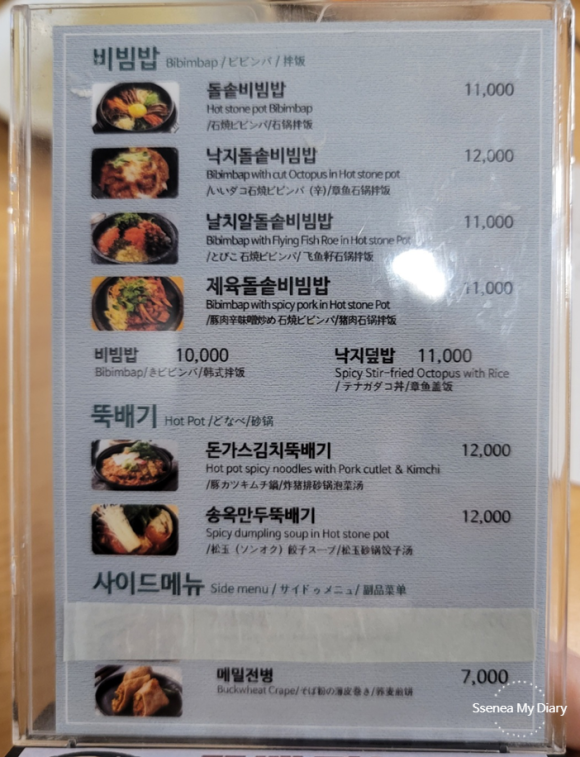 비빔밥 Bibimbap / ビビンバ / 拌饭
돌솥비빔밥 11,000
Hot stone pot Bibimbap
/石焼ビビンバ/石锅拌饭
낙지돌솥비빔밥 12,000
Bibimbap with cut Octopus in Hot stone pot
/いいダコ石焼ビビンバ (辛)/章鱼石锅拌饭
날치알돌솥비빔밥 11,000
Bibimbap with Flying Fish Roe in Hot stone Pot
/とびこ 石焼ビビンバ/ 飞鱼籽石锅拌饭
제육돌솥비빔밥 11,000
Bibimbap with spicy pork in Hot stone Pot
/豚肉辛味噌炒め石焼ビビンバ/猪肉石锅拌饭
비빔밥 10,000 낙지덮밥 11,000
Bibimbap/きビビンバ/韩式拌饭 Spicy Stir-fried Octopus with Rice
/ テナガダコ丼/章鱼盖饭
뚝배기 Hot Pot /どなべ/砂锅
돈가스김치뚝배기 12,000
Hot pot spicy noodles with Pork cutlet & Kimchi
/豚カツキムチ鍋/炸猪排砂锅泡菜汤
송옥만두뚝배기 12,000
Spicy dumpling soup in Hot stone pot
/松玉 (ソンオク) 餃子スープ/松玉砂锅饺子汤
사이드메뉴 Side menu / サイドゥメニュ/ 副品菜单
메밀전병 7,000
Buckwheat Crape/そば粉の薄皮巻き/荞麦煎饼
Ssenea My Diary